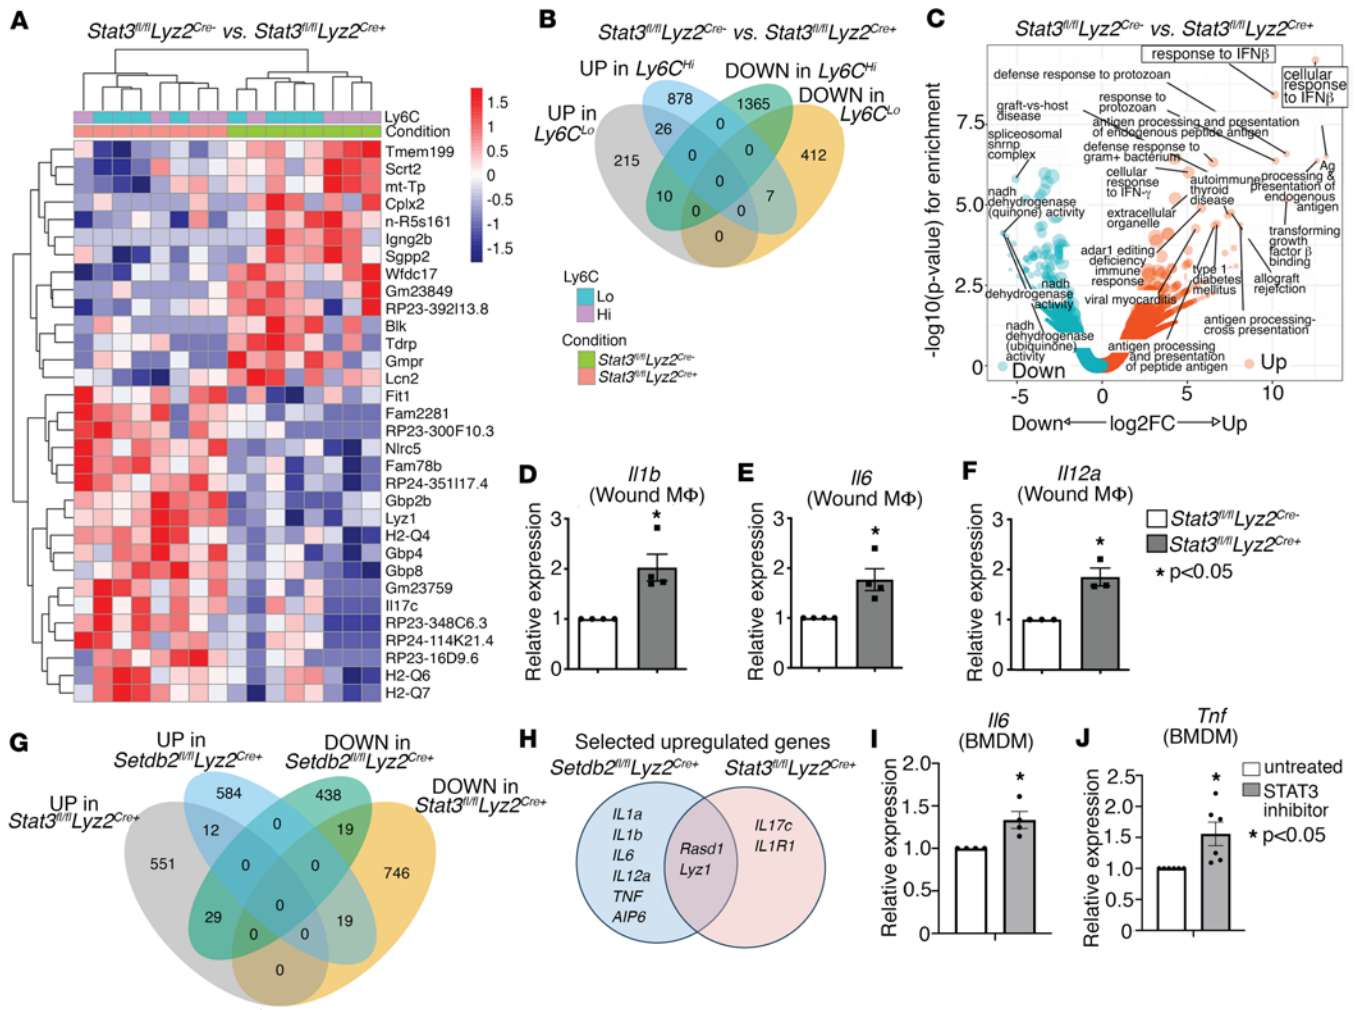 A
Stat3fl/flLyz2Cre- vs. Stat3fl/flLyz2Cre+
Ly6C
Condition
Tmem199
Scrt2
mt-Tp
Cplx2
n-R5s161
Igng2b
Sgpp2
Wfdc17
Gm23849
RP23-392I13.8
Blk
Tdrp
Gmpr
Lcn2
Fit1
Fam2281
RP23-300F10.3
Nlrc5
Fam78b
RP24-351I17.4
Gbp2b
Lyz1
H2-Q4
Gbp4
Gbp8
Gm23759
Il17c
RP23-348C6.3
RP24-114K21.4
RP23-16D9.6
H2-Q6
H2-Q7
1.5
1
0.5
0
-0.5
-1
-1.5
Ly6C
Lo
Hi
Condition
Stat3fl/flLyz2Cre-
Stat3fl/flLyz2Cre+
B
Stat3fl/flLyz2Cre- vs. Stat3fl/flLyz2Cre+
UP in Ly6CHi
DOWN in Ly6CHi
UP in
Ly6CLo
DOWN in
Ly6CLo
878
1365
26
0
215
0
0
412
0
10
0
0
7
0
C
Stat3fl/flLyz2Cre- vs. Stat3fl/flLyz2Cre+
-log10(p-value) for enrichment
7.5
5.0
2.5
0
-5
0
5
10
Down
log2FC
Up
Down
Up
response to IFNβ
cellular
response
to IFNβ
defense response to protozoan
graft-vs-host
disease
response to
protozoan
antigen processing and presentation
of endogenous peptide antigen
spliceosomal
snrnp
complex
defense response to
gram+ bacterium
Ag
processing &
presentation of
endogenous
antigen
cellular
response
to IFN-γ
autoimmune
thyroid
disease
nadh
dehydrogenase
(quinone) activity
extracellular
organelle
transforming
growth
factor β
binding
adar1 editing
deficiency
immune
response
type 1
diabetes
mellitus
allograft
rejection
nadh
dehydrogenase
activity
viral myocarditis
antigen processing-
cross presentation
nadh
dehydrogenase
(ubiquinone)
activity
antigen processing
and presentation
of peptide antigen
D
Il1b
(Wound MΦ)
Relative expression
3
2
1
0
*
E
Il6
(Wound MΦ)
Relative expression
3
2
1
0
*
F
Il12a
(Wound MΦ)
Relative expression
3
2
1
0
*
Stat3fl/flLyz2Cre-
Stat3fl/flLyz2Cre+
* p<0.05
G
UP in
Setdb2fl/flLyz2Cre+
DOWN in
Setdb2fl/flLyz2Cre+
UP in
Stat3fl/flLyz2Cre+
DOWN in
Stat3fl/flLyz2Cre+
584
438
12
0
19
551
0
0
746
0
29
0
0
19
0
H
Selected upregulated genes
Setdb2fl/flLyz2Cre+
Stat3fl/flLyz2Cre+
IL1a
IL1b
IL6
IL12a
TNF
AIP6
Rasd1
Lyz1
IL17c
IL1R1
I
Il6
(BMDM)
Relative expression
2.0
1.5
1.0
0.5
0
*
J
Tnf
(BMDM)
Relative expression
2.5
2.0
1.5
1.0
0.5
0
*
untreated
STAT3
inhibitor
* p<0.05